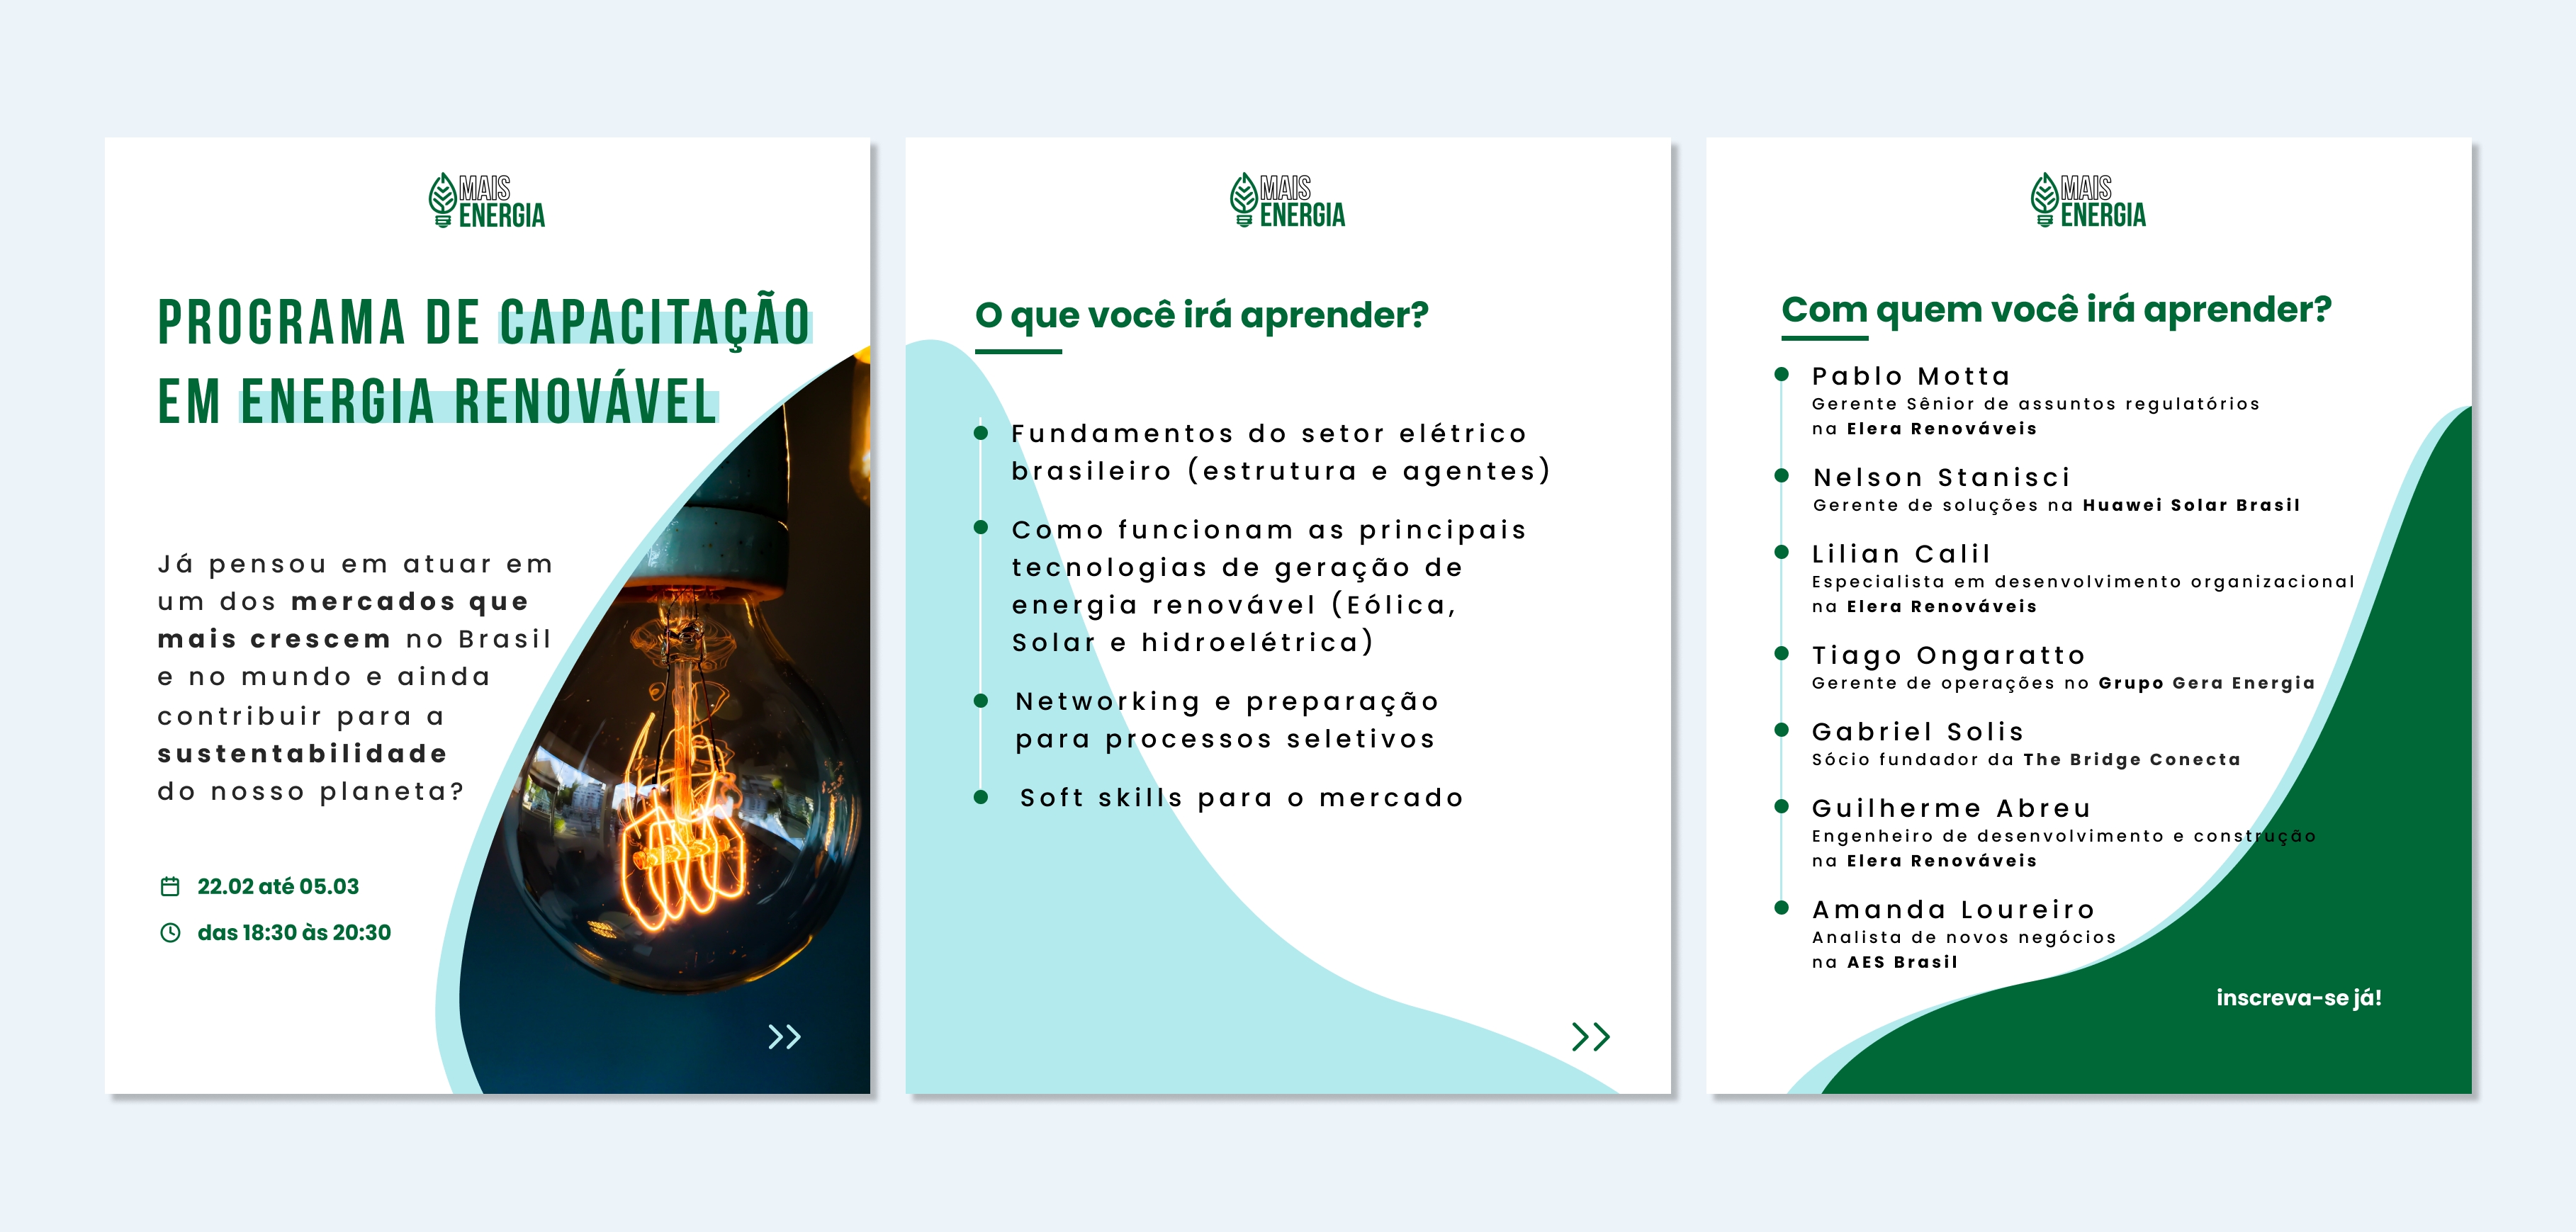 MAIS
ENERGIA
PROGRAMA DE CAPACITAÇÃO
EM ENERGIA RENOVÁVEL
Já pensou em atuar em
um dos mercados que
mais crescem no Brasil
e no mundo e ainda
contribuir para a
sustentabilidade
do nosso planeta?
22.02 até 05.03
das 18:30 às 20:30
MAIS
ENERGIA
O que você irá aprender?
Fundamentos do setor elétrico
brasileiro (estrutura e agentes)
Como funcionam as principais
tecnologias de geração de
energia renovável (Eólica,
Solar e hidroelétrica)
Networking e preparação
para processos seletivos
Soft skills para o mercado
MAIS
ENERGIA
Com quem você irá aprender?
Pablo Motta
Gerente Sênior de assuntos regulatórios
na Elera Renováveis
Nelson Stanisci
Gerente de soluções na Huawei Solar Brasil
Lilian Calil
Especialista em desenvolvimento organizacional
na Elera Renováveis
Tiago Ongaratto
Gerente de operações no Grupo Gera Energia
Gabriel Solis
Sócio fundador da The Bridge Conecta
Guilherme Abreu
Engenheiro de desenvolvimento e construção
na Elera Renováveis
Amanda Loureiro
Analista de novos negócios
na AES Brasil
inscreva-se já!